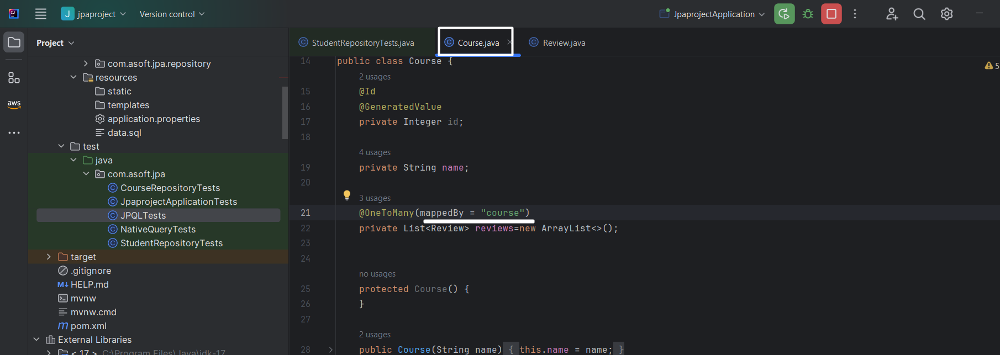 J jpaproject Version control JpaprojectApplication
Project
StudentRepositoryTests.java Course.java Review.java
com.asoft.jpa.repository
resources
static
templates
application.properties
data.sql
test
java
com.asoft.jpa
CourseRepositoryTests
JpaprojectApplicationTests
JPQLTests
NativeQueryTests
StudentRepositoryTests
target
.gitignore
M↓ HELP.md
mvnw
mvnw.cmd
m pom.xml
External Libraries
< 17 > C:\Program Files\Java\jdk-17
aws
14 public class Course {
5
2 usages
15 @Id
16 @GeneratedValue
17 private Integer id;
18
4 usages
19 private String name;
20
3 usages
21 @OneToMany(mappedBy = "course")
22 private List<Review> reviews=new ArrayList<>();
23
24
no usages
25 protected Course() {
26 }
27
2 usages
28 public Course(String name) { this.name = name; }